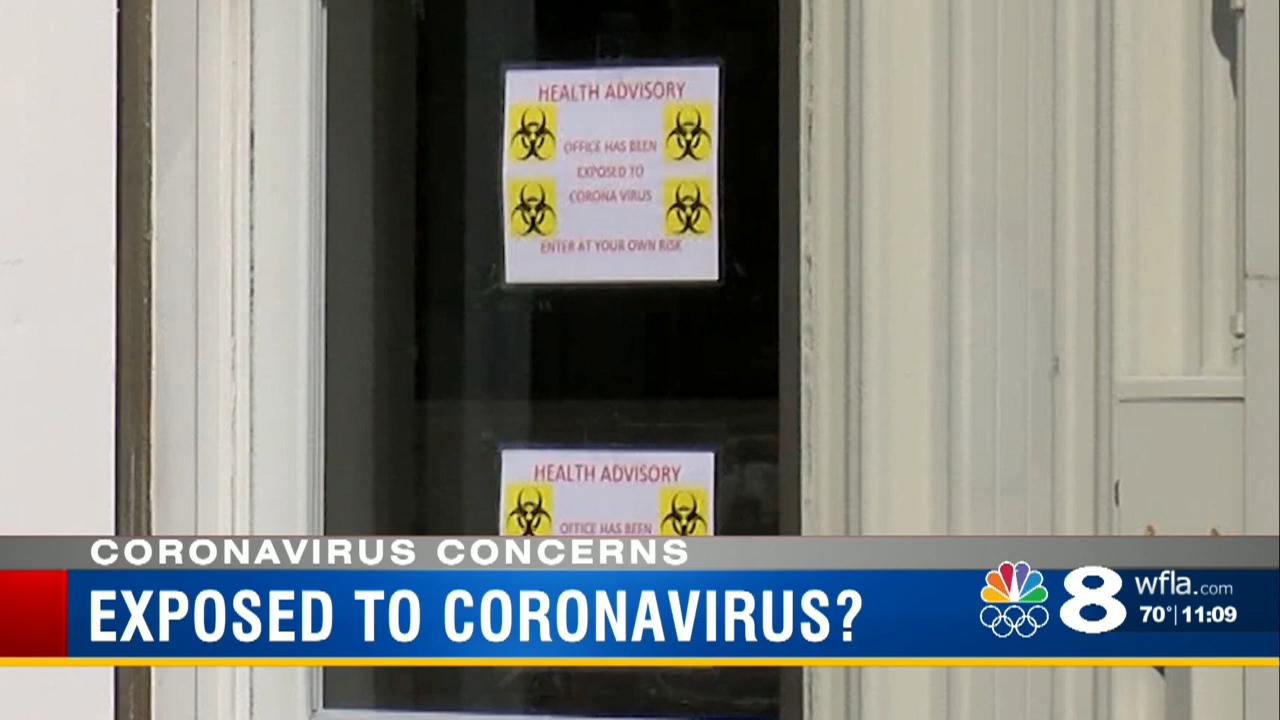 HEALTH ADVISORY
OFFICE HAS BEEN
EXPOSED TO
CORONA VIRUS
ENTER AT YOUR OWN RISK
HEALTH ADVISORY
OFFICE HAS BEEN
CORONAVIRUS CONCERNS
EXPOSED TO CORONAVIRUS?
8
wfla.com
70° 11:09